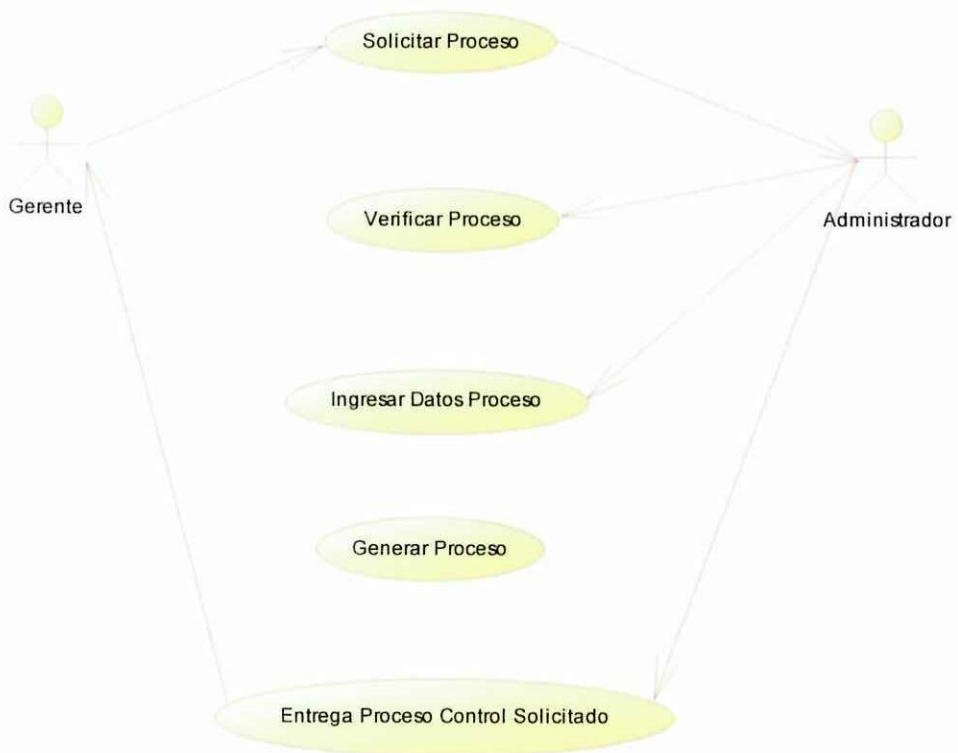 Solicitar Proceso
Gerente
Verificar Proceso
Administrador
Ingresar Datos Proceso
Generar Proceso
Entrega Proceso Control Solicitado